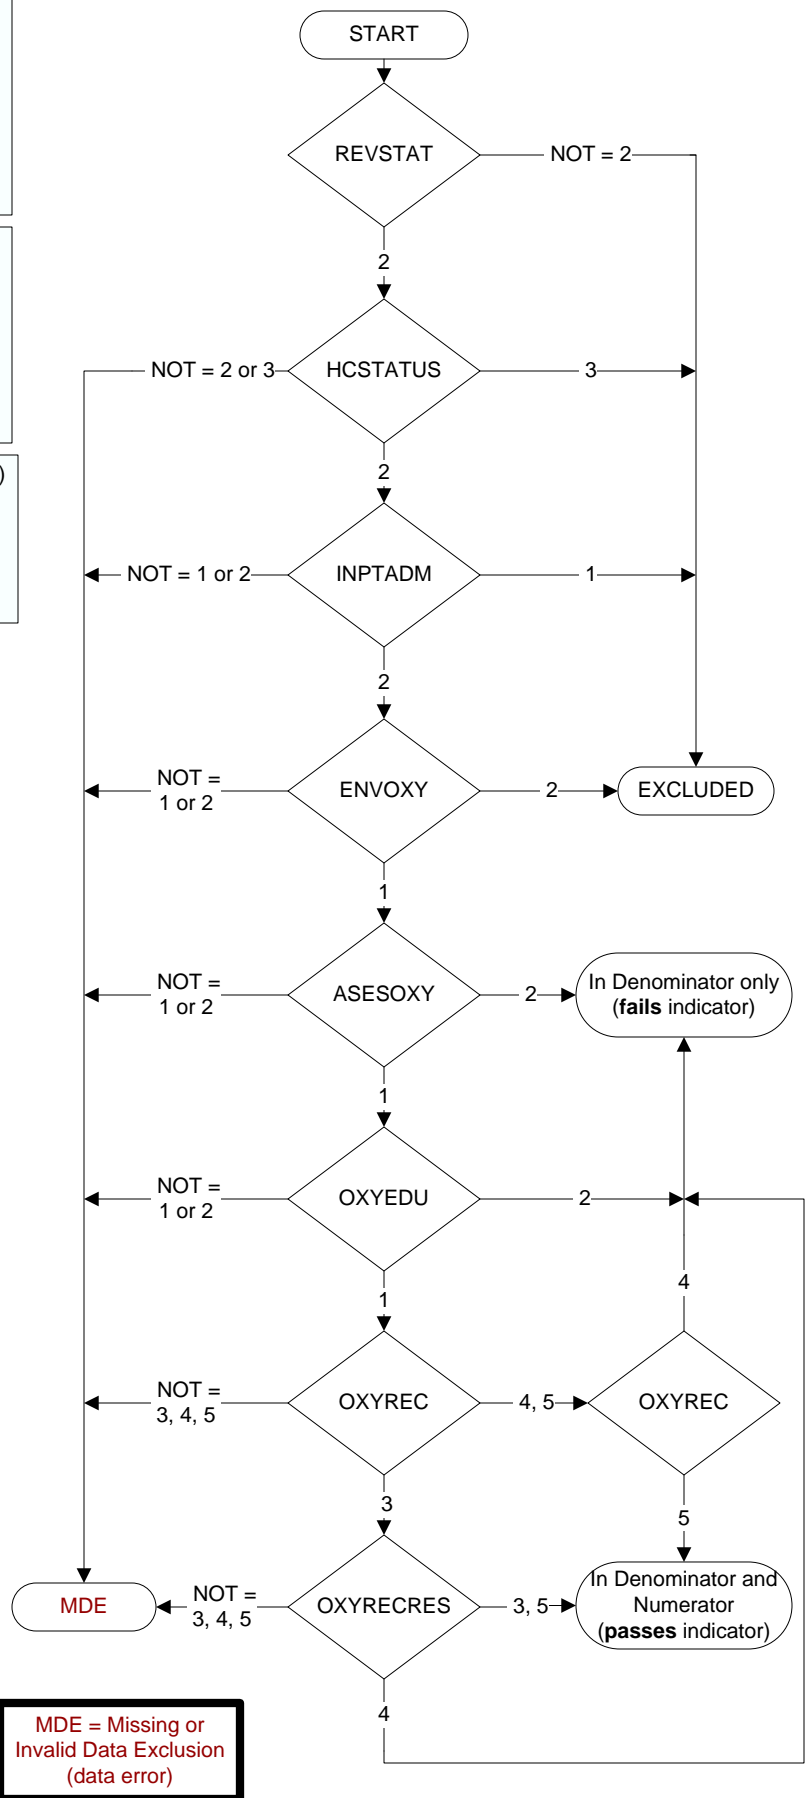 START
REVSTAT
NOT = 2
2
NOT = 2 or 3
HCSTATUS
3
)
2
NOT = 1 or 2
INPTADM
1
2
NOT =
1 or 2
ENVOXY
2
EXCLUDED
1
NOT =
1 or 2
ASESOXY
2
In Denominator only
(fails indicator)
1
NOT =
1 or 2
OXYEDU
2
4
1
NOT =
3, 4, 5
OXYREC
4, 5
OXYREC
3
5
MDE
NOT =
3, 4, 5
OXYRECRES
3, 5
In Denominator and
Numerator
(passes indicator)
4
MDE = Missing or
Invalid Data Exclusion
(data error)